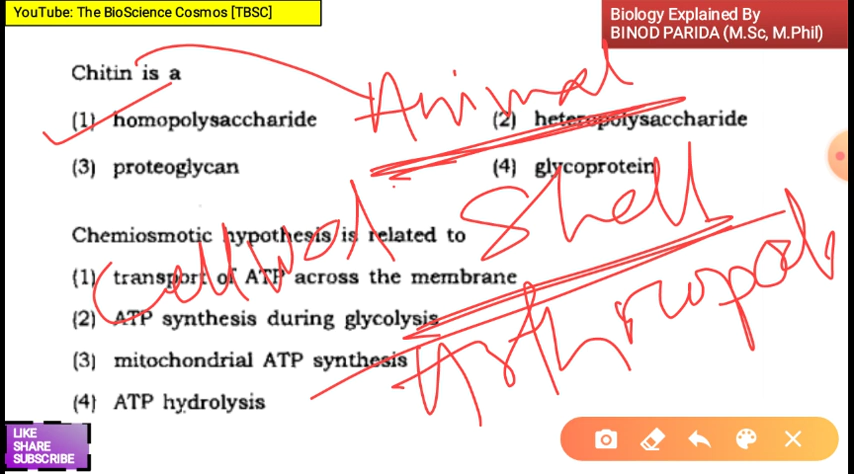 YouTube: The BioScience Cosmos [TBSC]
Biology Explained By
BINOD PARIDA (M.Sc, M.Phil)
Chitin is a
Animal
(1) homopolysaccharide (2) heteropolysaccharide
(3) proteoglycan (4) glycoprotein
Shell
Chemiosmotic hypothesis is related to
Cell wall
(1) transport of ATP across the membrane
Arthropods
(2) ATP synthesis during glycolysis
(3) mitochondrial ATP synthesis
(4) ATP hydrolysis
LIKE
SHARE
SUBSCRIBE